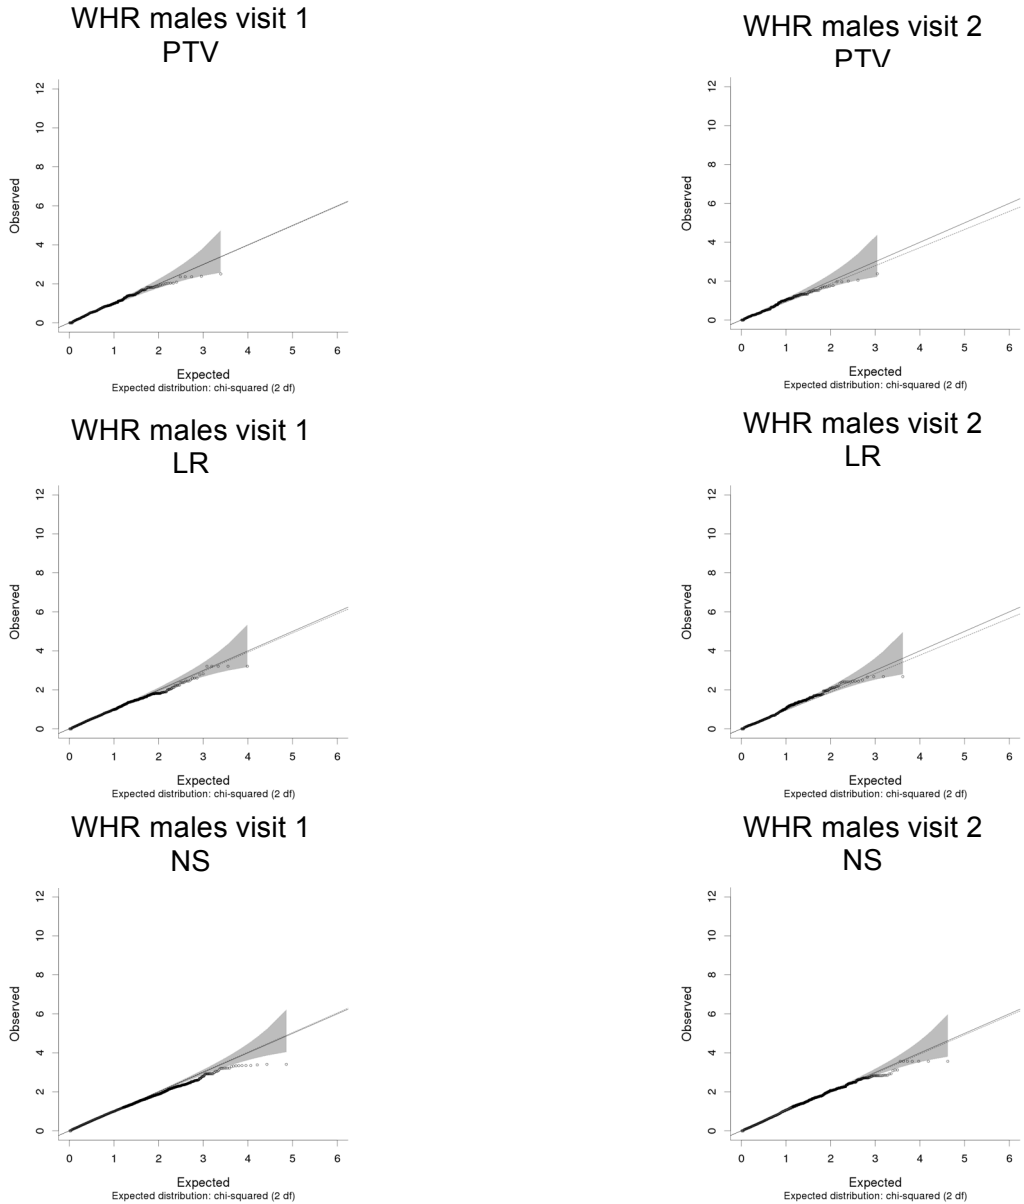 WHR males visit 1
PTV
12
10
8
6
4
2
0
Observed
0 1 2 3 4 5 6
Expected
Expected distribution: chi-squared (2 df)
WHR males visit 2
PTV
12
10
8
6
4
2
0
Observed
0 1 2 3 4 5 6
Expected
Expected distribution: chi-squared (2 df)
WHR males visit 1
LR
12
10
8
6
4
2
0
Observed
0 1 2 3 4 5 6
Expected
Expected distribution: chi-squared (2 df)
WHR males visit 2
LR
12
10
8
6
4
2
0
Observed
0 1 2 3 4 5 6
Expected
Expected distribution: chi-squared (2 df)
WHR males visit 1
NS
12
10
8
6
4
2
0
Observed
0 1 2 3 4 5 6
Expected
Expected distribution: chi-squared (2 df)
WHR males visit 2
NS
12
10
8
6
4
2
0
Observed
0 1 2 3 4 5 6
Expected
Expected distribution: chi-squared (2 df)